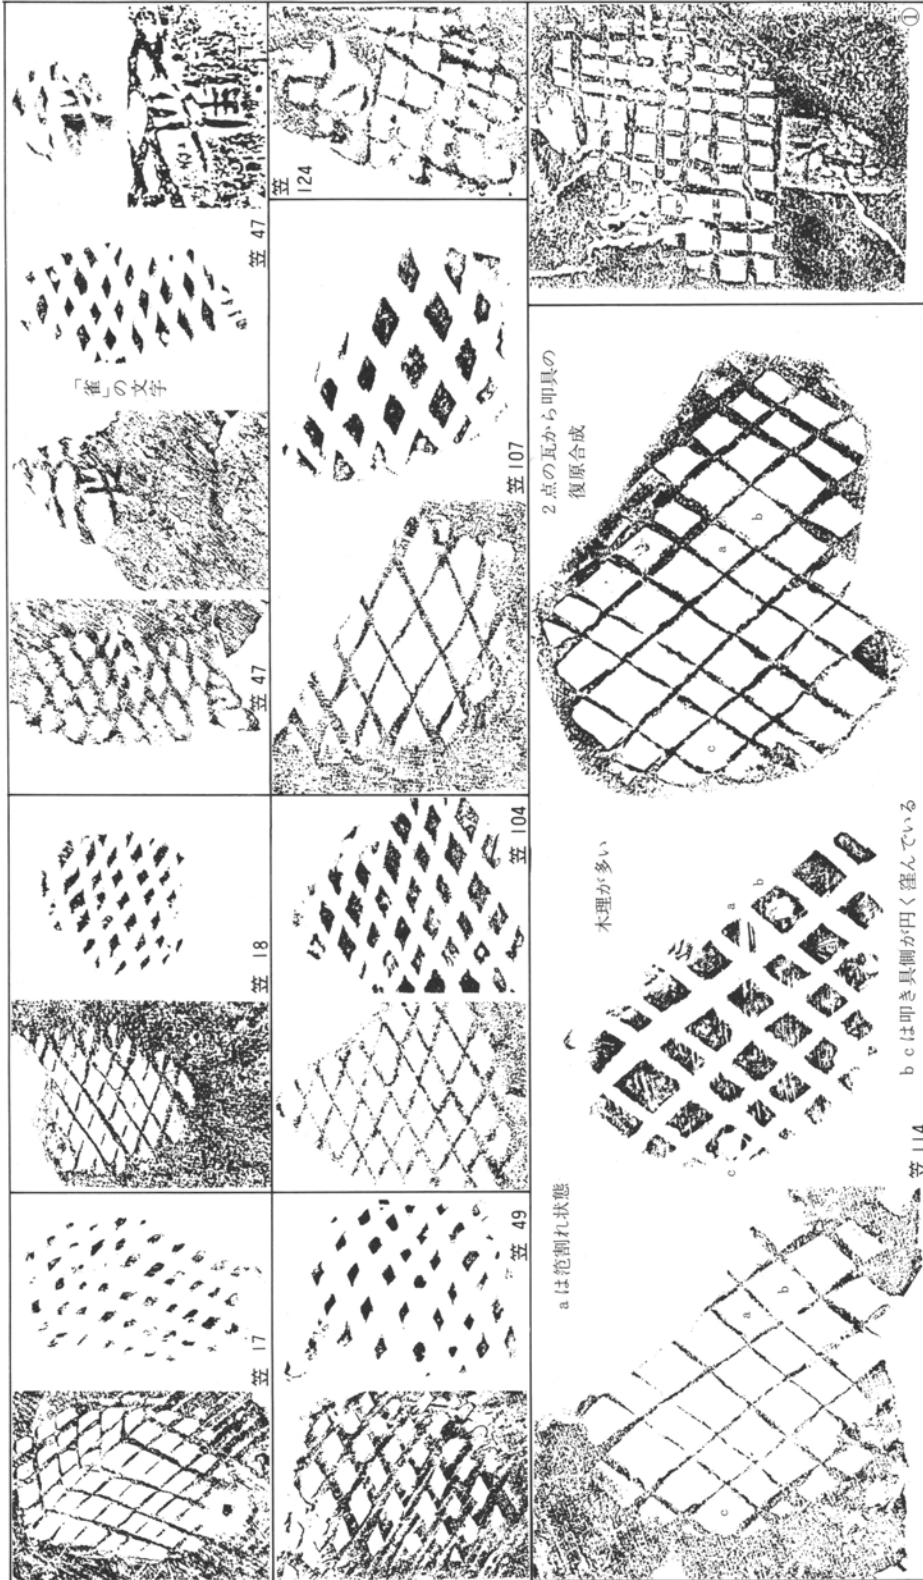 笠 17
笠 18
笠 47
「雀」の文字
笠 47
笠 49
笠 104
笠 107
笠 124
a は笵割れ状態
a
b
c
木理が多い
a
b
c
笠 114
b c は叩き具側が円く窪んでいる
2点の瓦から叩具の
復原合成
a
b
c
①